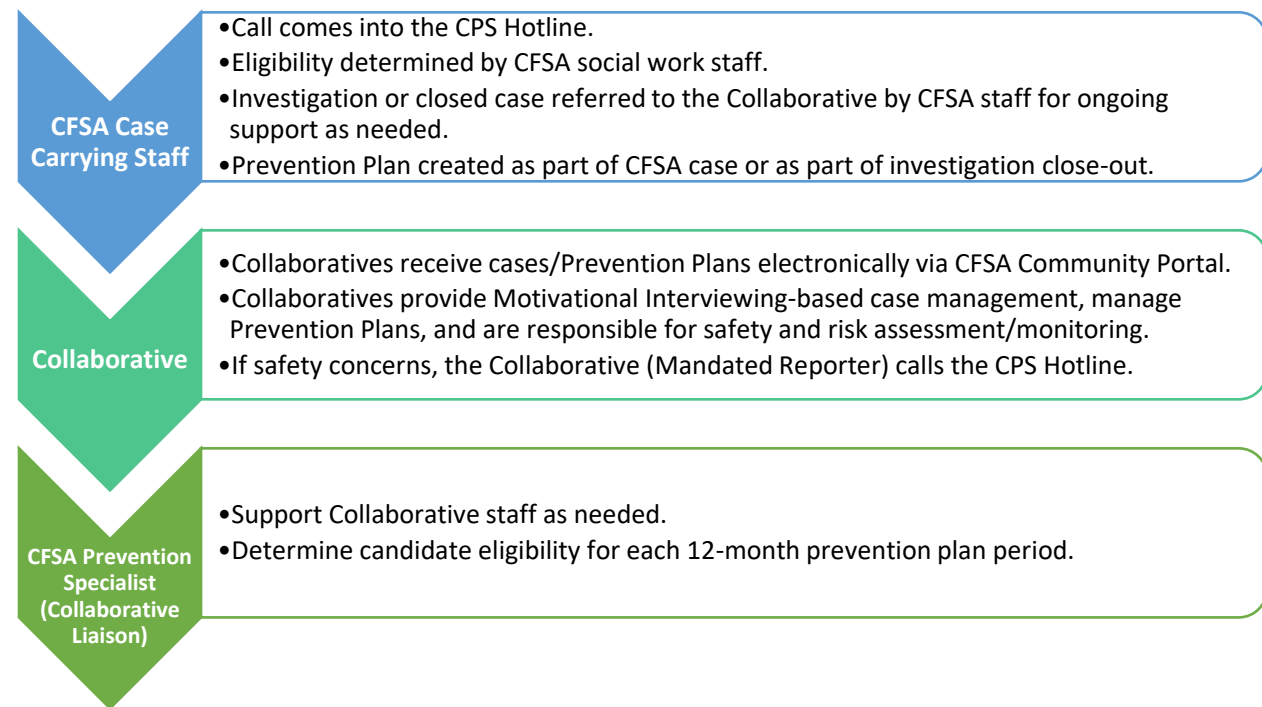 CFSA Case
Carrying Staff
•Call comes into the CPS Hotline.
•Eligibility determined by CFSA social work staff.
•Investigation or closed case referred to the Collaborative by CFSA staff for ongoing
support as needed.
•Prevention Plan created as part of CFSA case or as part of investigation close-out.
Collaborative
•Collaboratives receive cases/Prevention Plans electronically via CFSA Community Portal.
•Collaboratives provide Motivational Interviewing-based case management, manage
Prevention Plans, and are responsible for safety and risk assessment/monitoring.
•If safety concerns, the Collaborative (Mandated Reporter) calls the CPS Hotline.
CFSA Prevention
Specialist
(Collaborative
Liaison)
•Support Collaborative staff as needed.
•Determine candidate eligibility for each 12-month prevention plan period.